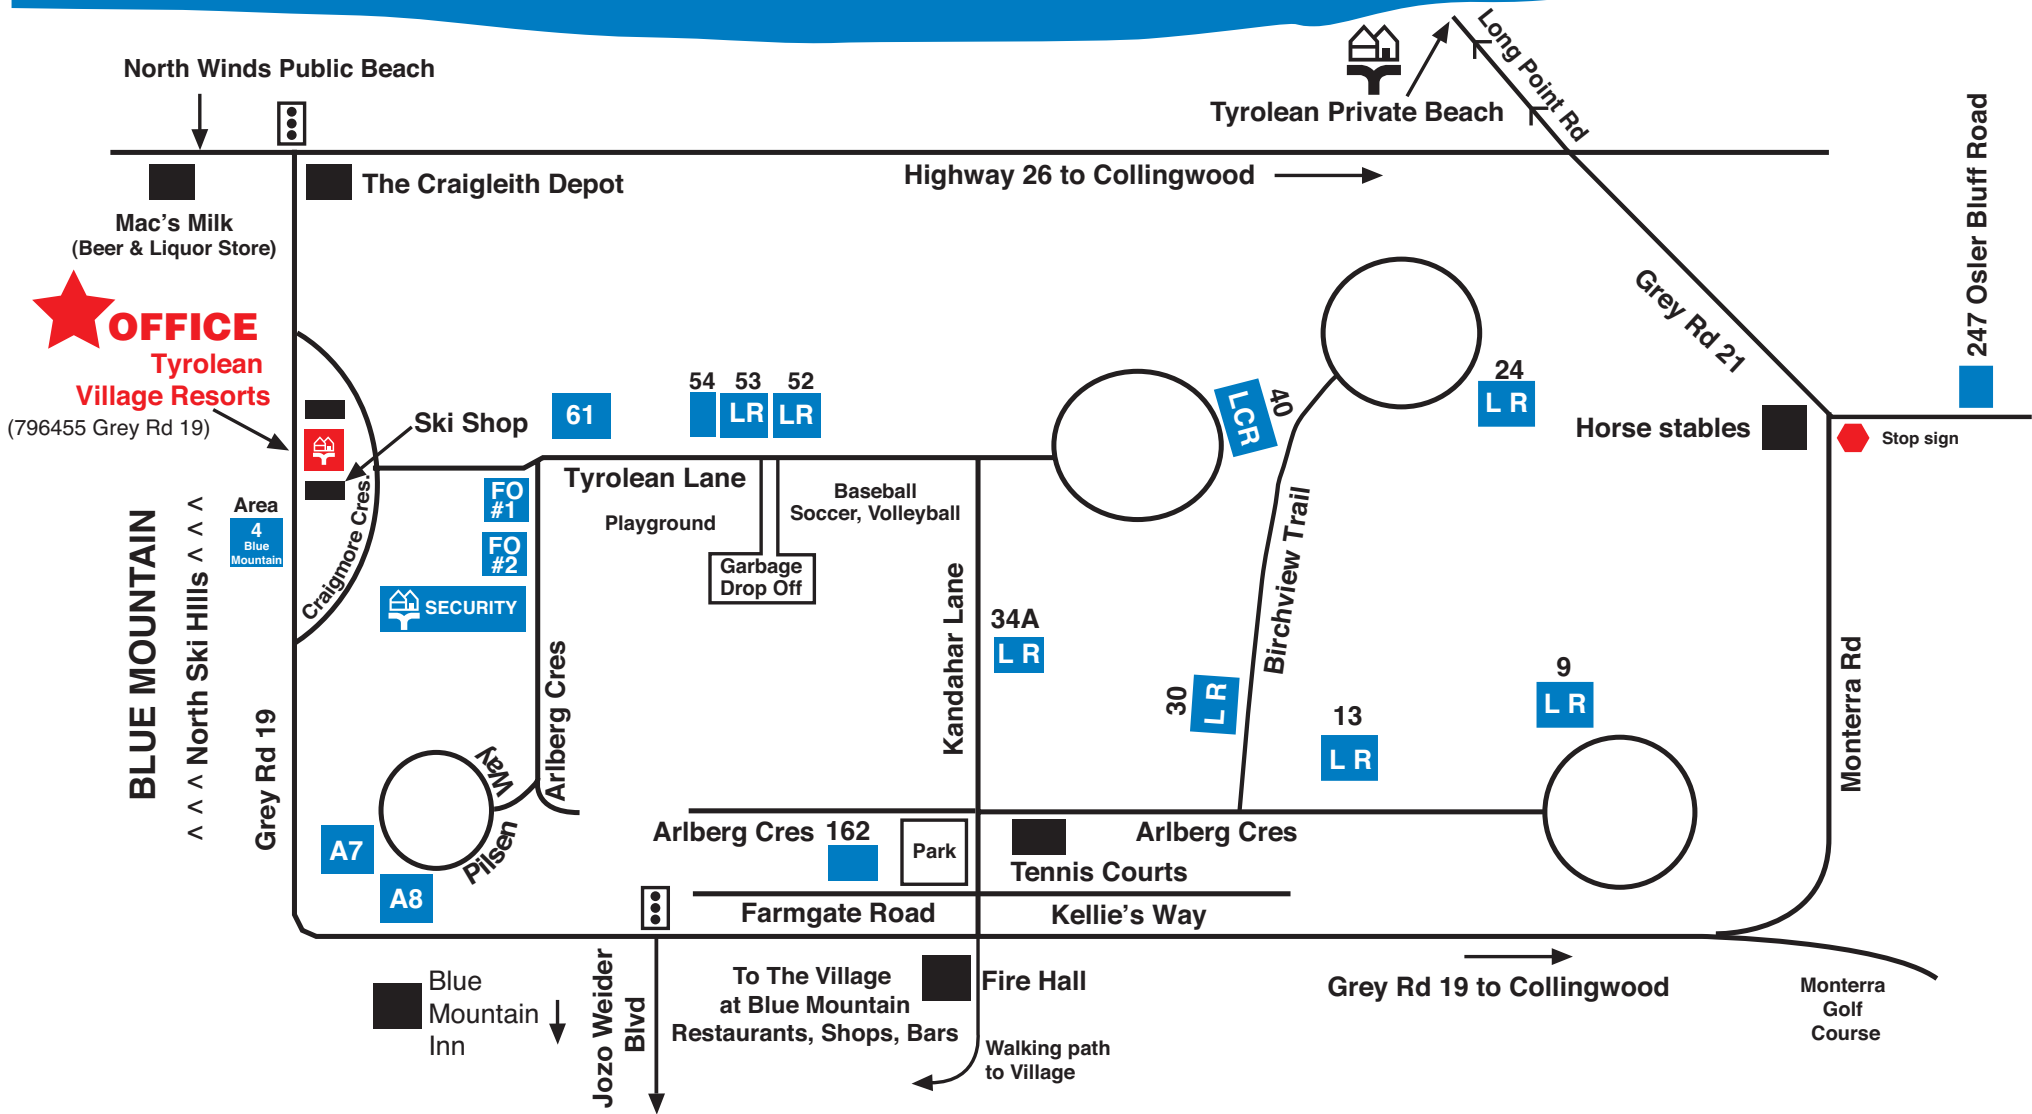 North Winds Public Beach
Long Point Rd
Tyrolean Private Beach
Highway 26 to Collingwood
The Craigleith Depot
Mac's Milk
(Beer & Liquor Store)
247 Osler Bluff Road
OFFICE
Tyrolean
Village Resorts
(796455 Grey Rd 19)
Grey Rd 21
Ski Shop
61
54
53
LR
52
LR
LCR
40
24
L R
Horse stables
Stop sign
Area
4
Blue
Mountain
Craigmore Cres.
FO
#1
FO
#2
SECURITY
Tyrolean Lane
Playground
Baseball
Soccer, Volleyball
Garbage
Drop Off
BLUE MOUNTAIN
< < < < North Ski HIlls < < < <
Grey Rd 19
Arlberg Cres
Kandahar Lane
34A
L R
Birchview Trail
30
L R
13
L R
9
L R
Monterra Rd
Pilsen Way
A7
A8
Arlberg Cres
162
Park
Tennis Courts
Arlberg Cres
Farmgate Road
Kellie's Way
Blue
Mountain
Inn
Jozo Weider
Blvd
To The Village
at Blue Mountain
Restaurants, Shops, Bars
Fire Hall
Walking path
to Village
Grey Rd 19 to Collingwood
Monterra
Golf
Course